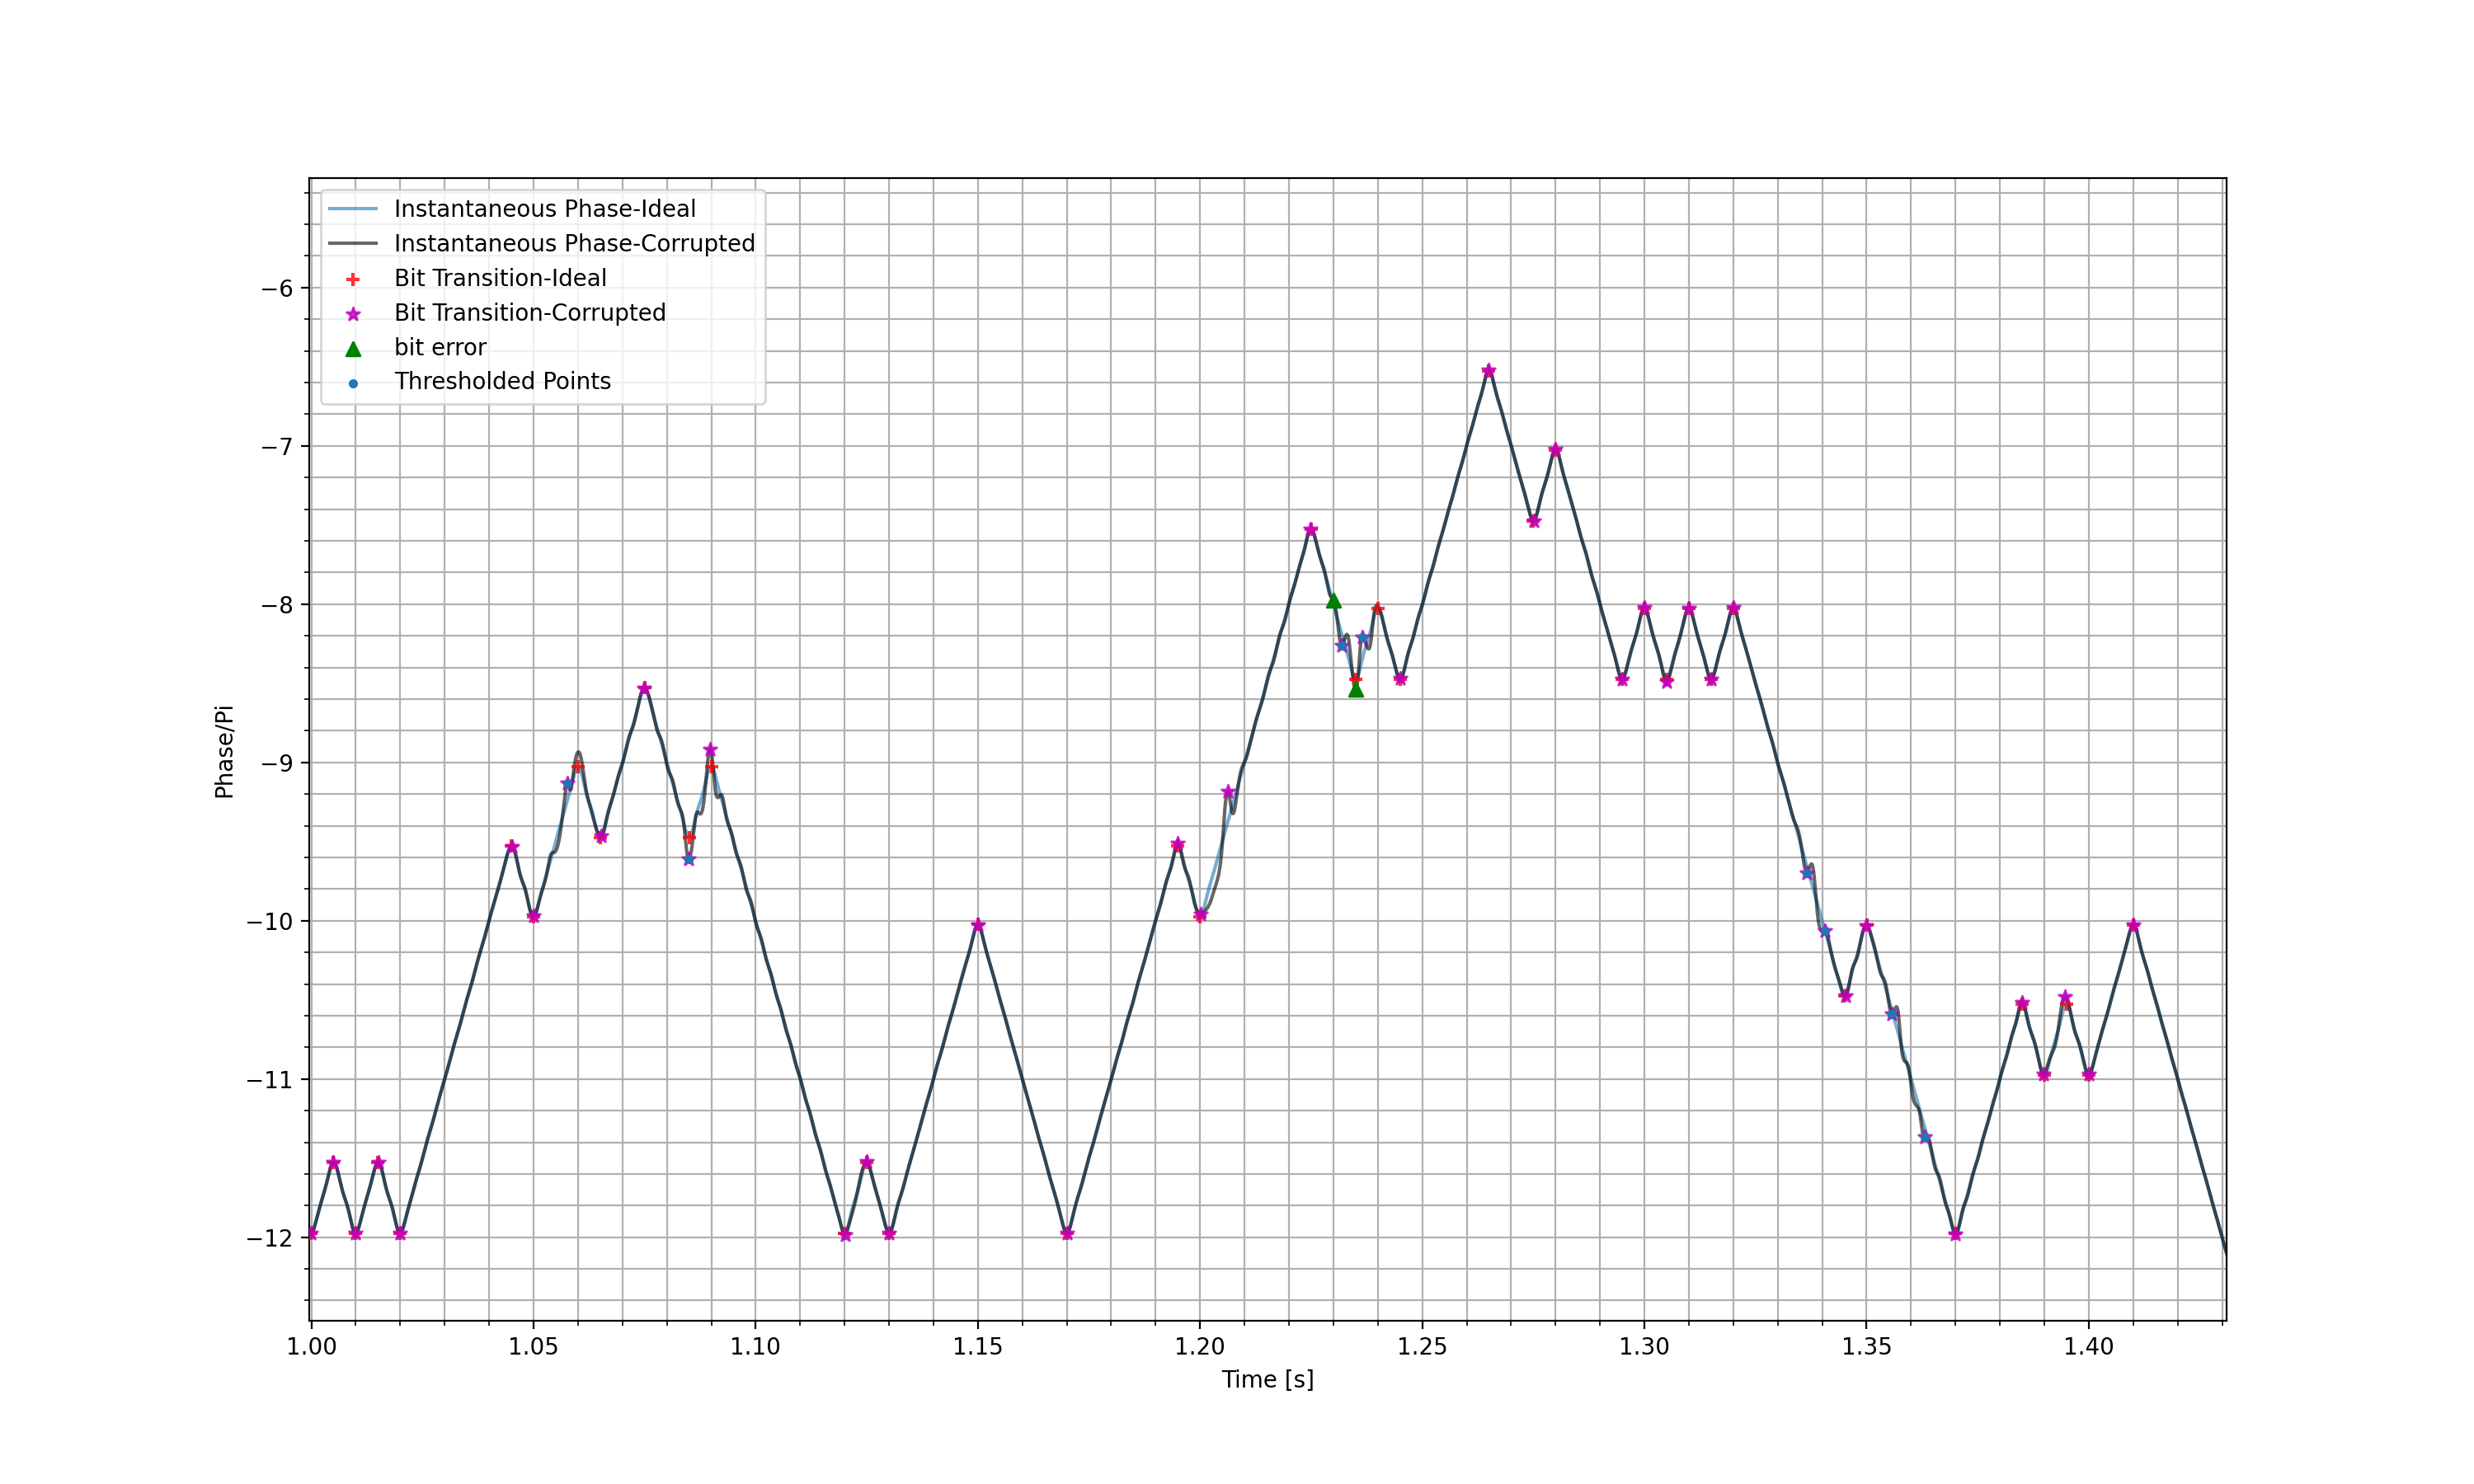 Instantaneous Phase-Ideal
Instantaneous Phase-Corrupted
Bit Transition-Ideal
Bit Transition-Corrupted
bit error
Thresholded Points
−6
−7
−8
−9
−10
−11
−12
Phase/Pi
1.00 1.05 1.10 1.15 1.20 1.25 1.30 1.35 1.40
Time [s]